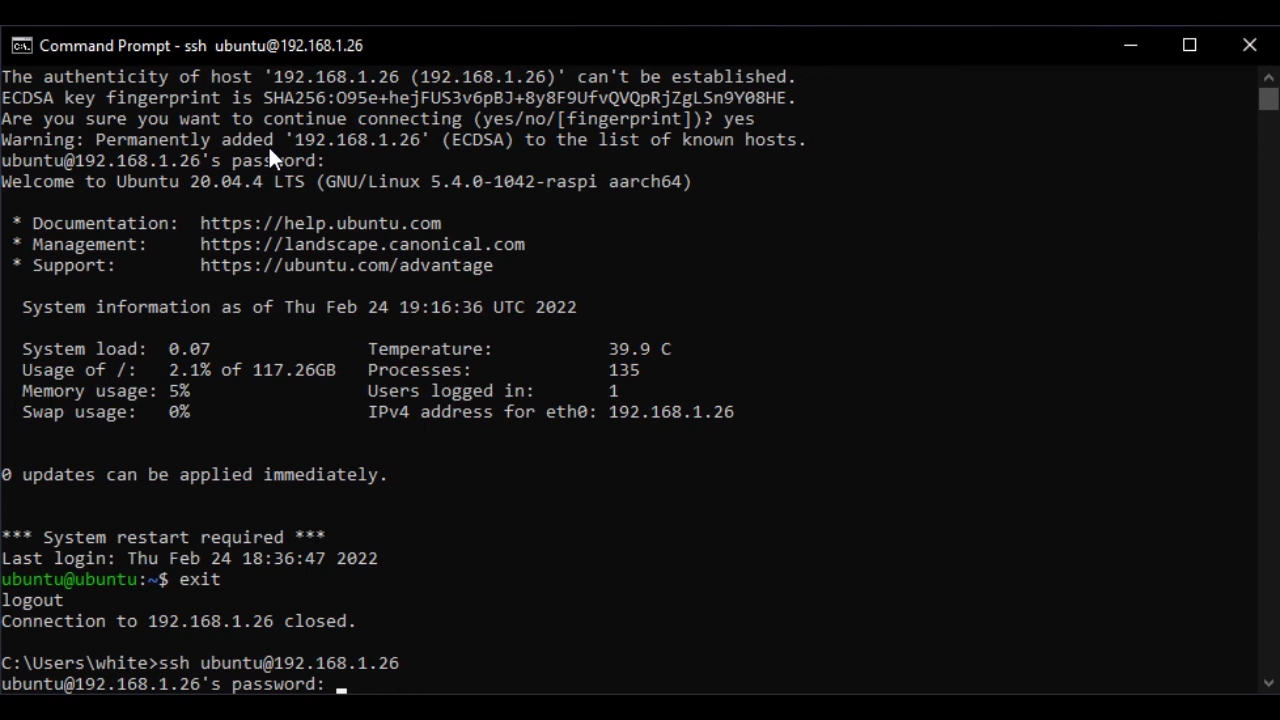 Command Prompt - ssh  ubuntu@192.168.1.26
The authenticity of host '192.168.1.26 (192.168.1.26)' can't be established.
ECDSA key fingerprint is SHA256:O95e+hejFUS3v6pBJ+8y8F9UfvQVQpRjZgLSn9Y08HE.
Are you sure you want to continue connecting (yes/no/[fingerprint])? yes
Warning: Permanently added '192.168.1.26' (ECDSA) to the list of known hosts.
ubuntu@192.168.1.26's password:
Welcome to Ubuntu 20.04.4 LTS (GNU/Linux 5.4.0-1042-raspi aarch64)
* Documentation:  https://help.ubuntu.com
* Management:     https://landscape.canonical.com
* Support:        https://ubuntu.com/advantage
System information as of Thu Feb 24 19:16:36 UTC 2022
System load:  0.07               Temperature:           39.9 C
Usage of /:   2.1% of 117.26GB   Processes:             135
Memory usage: 5%                 Users logged in:       1
Swap usage:   0%                 IPv4 address for eth0: 192.168.1.26
0 updates can be applied immediately.
*** System restart required ***
Last login: Thu Feb 24 18:36:47 2022
ubuntu@ubuntu:~$ exit
logout
Connection to 192.168.1.26 closed.
C:\Users\white>ssh ubuntu@192.168.1.26
ubuntu@192.168.1.26's password: